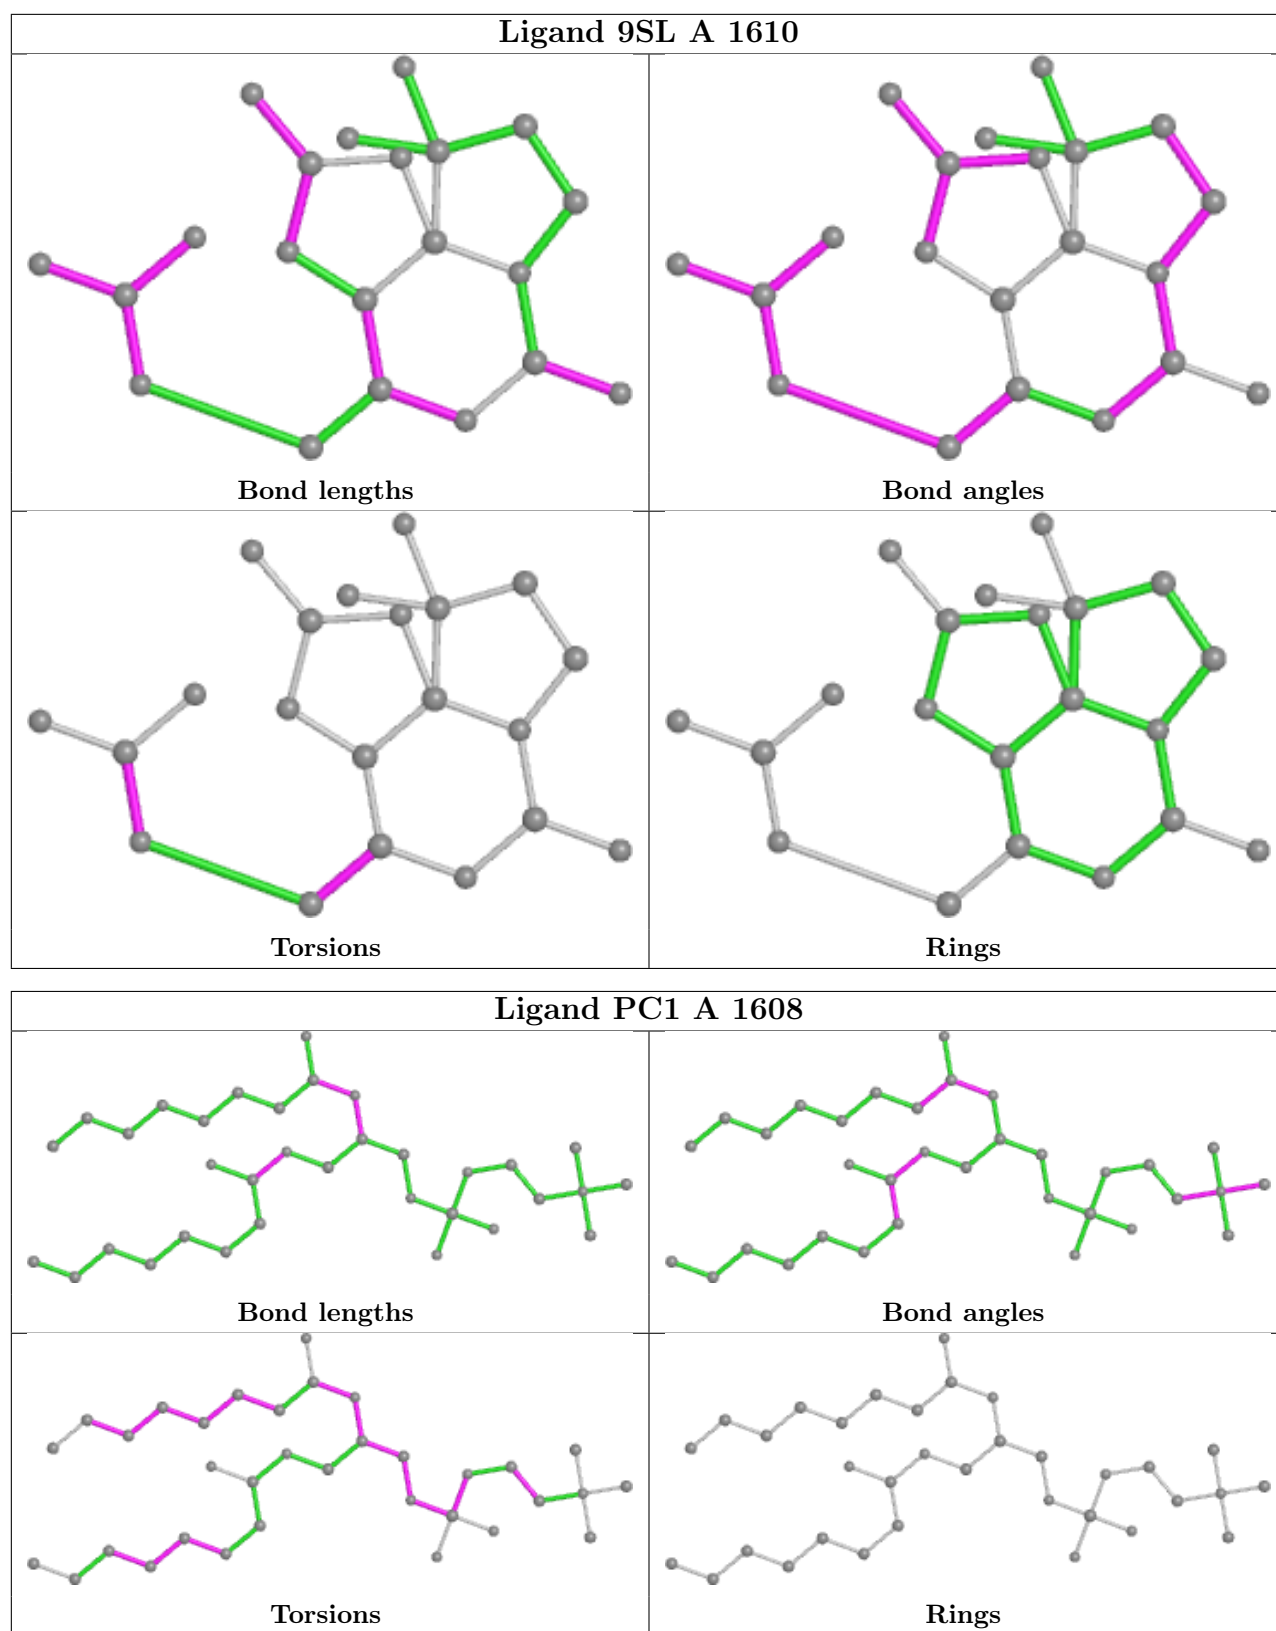 Ligand 9SL A 1610
Bond lengths
Bond angles
Torsions
Rings
Ligand PC1 A 1608
Bond lengths
Bond angles
Torsions
Rings